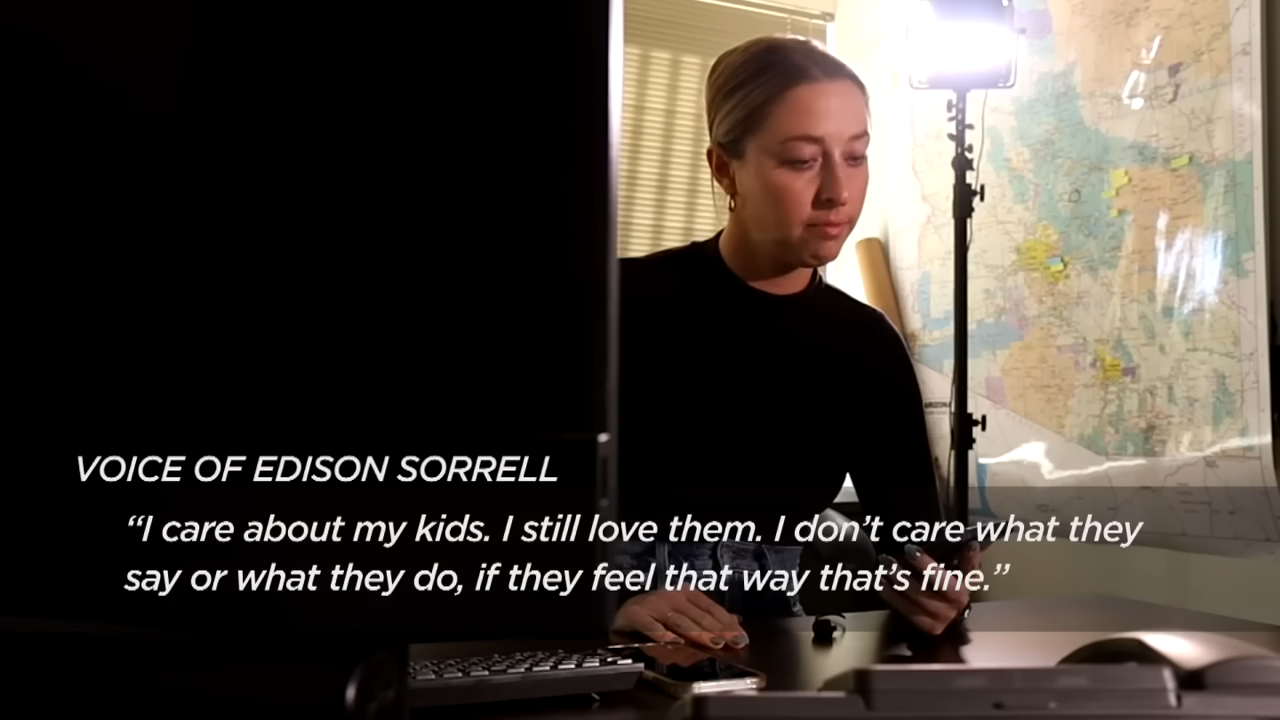 VOICE OF EDISON SORRELL
“I care about my kids. I still love them. I don’t care what they
say or what they do, if they feel that way that’s fine.”